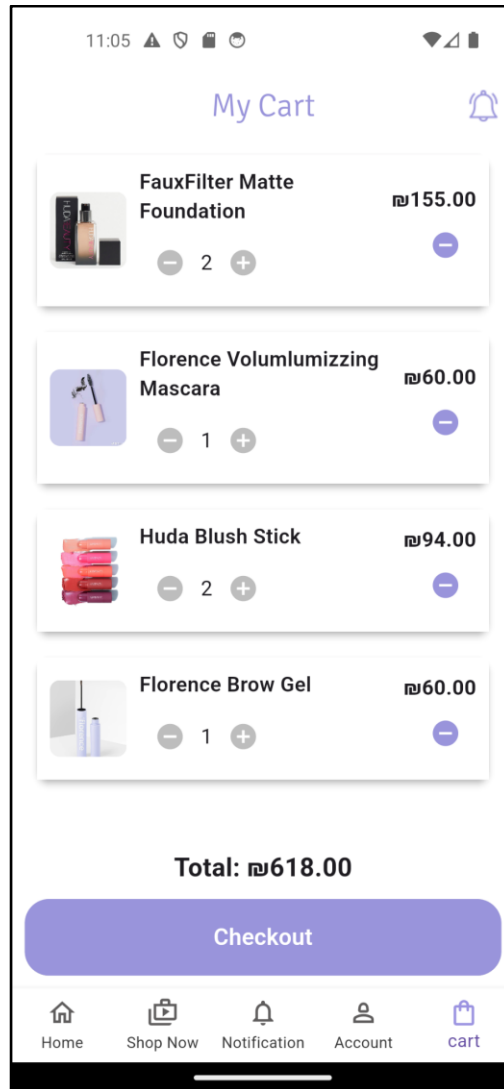 11:05
My Cart
FauxFilter Matte
Foundation
₪155.00
2
Florence Volumlumizzing
Mascara
₪60.00
1
Huda Blush Stick
₪94.00
2
Florence Brow Gel
₪60.00
1
Total: ₪618.00
Checkout
Home
Shop Now
Notification
Account
cart